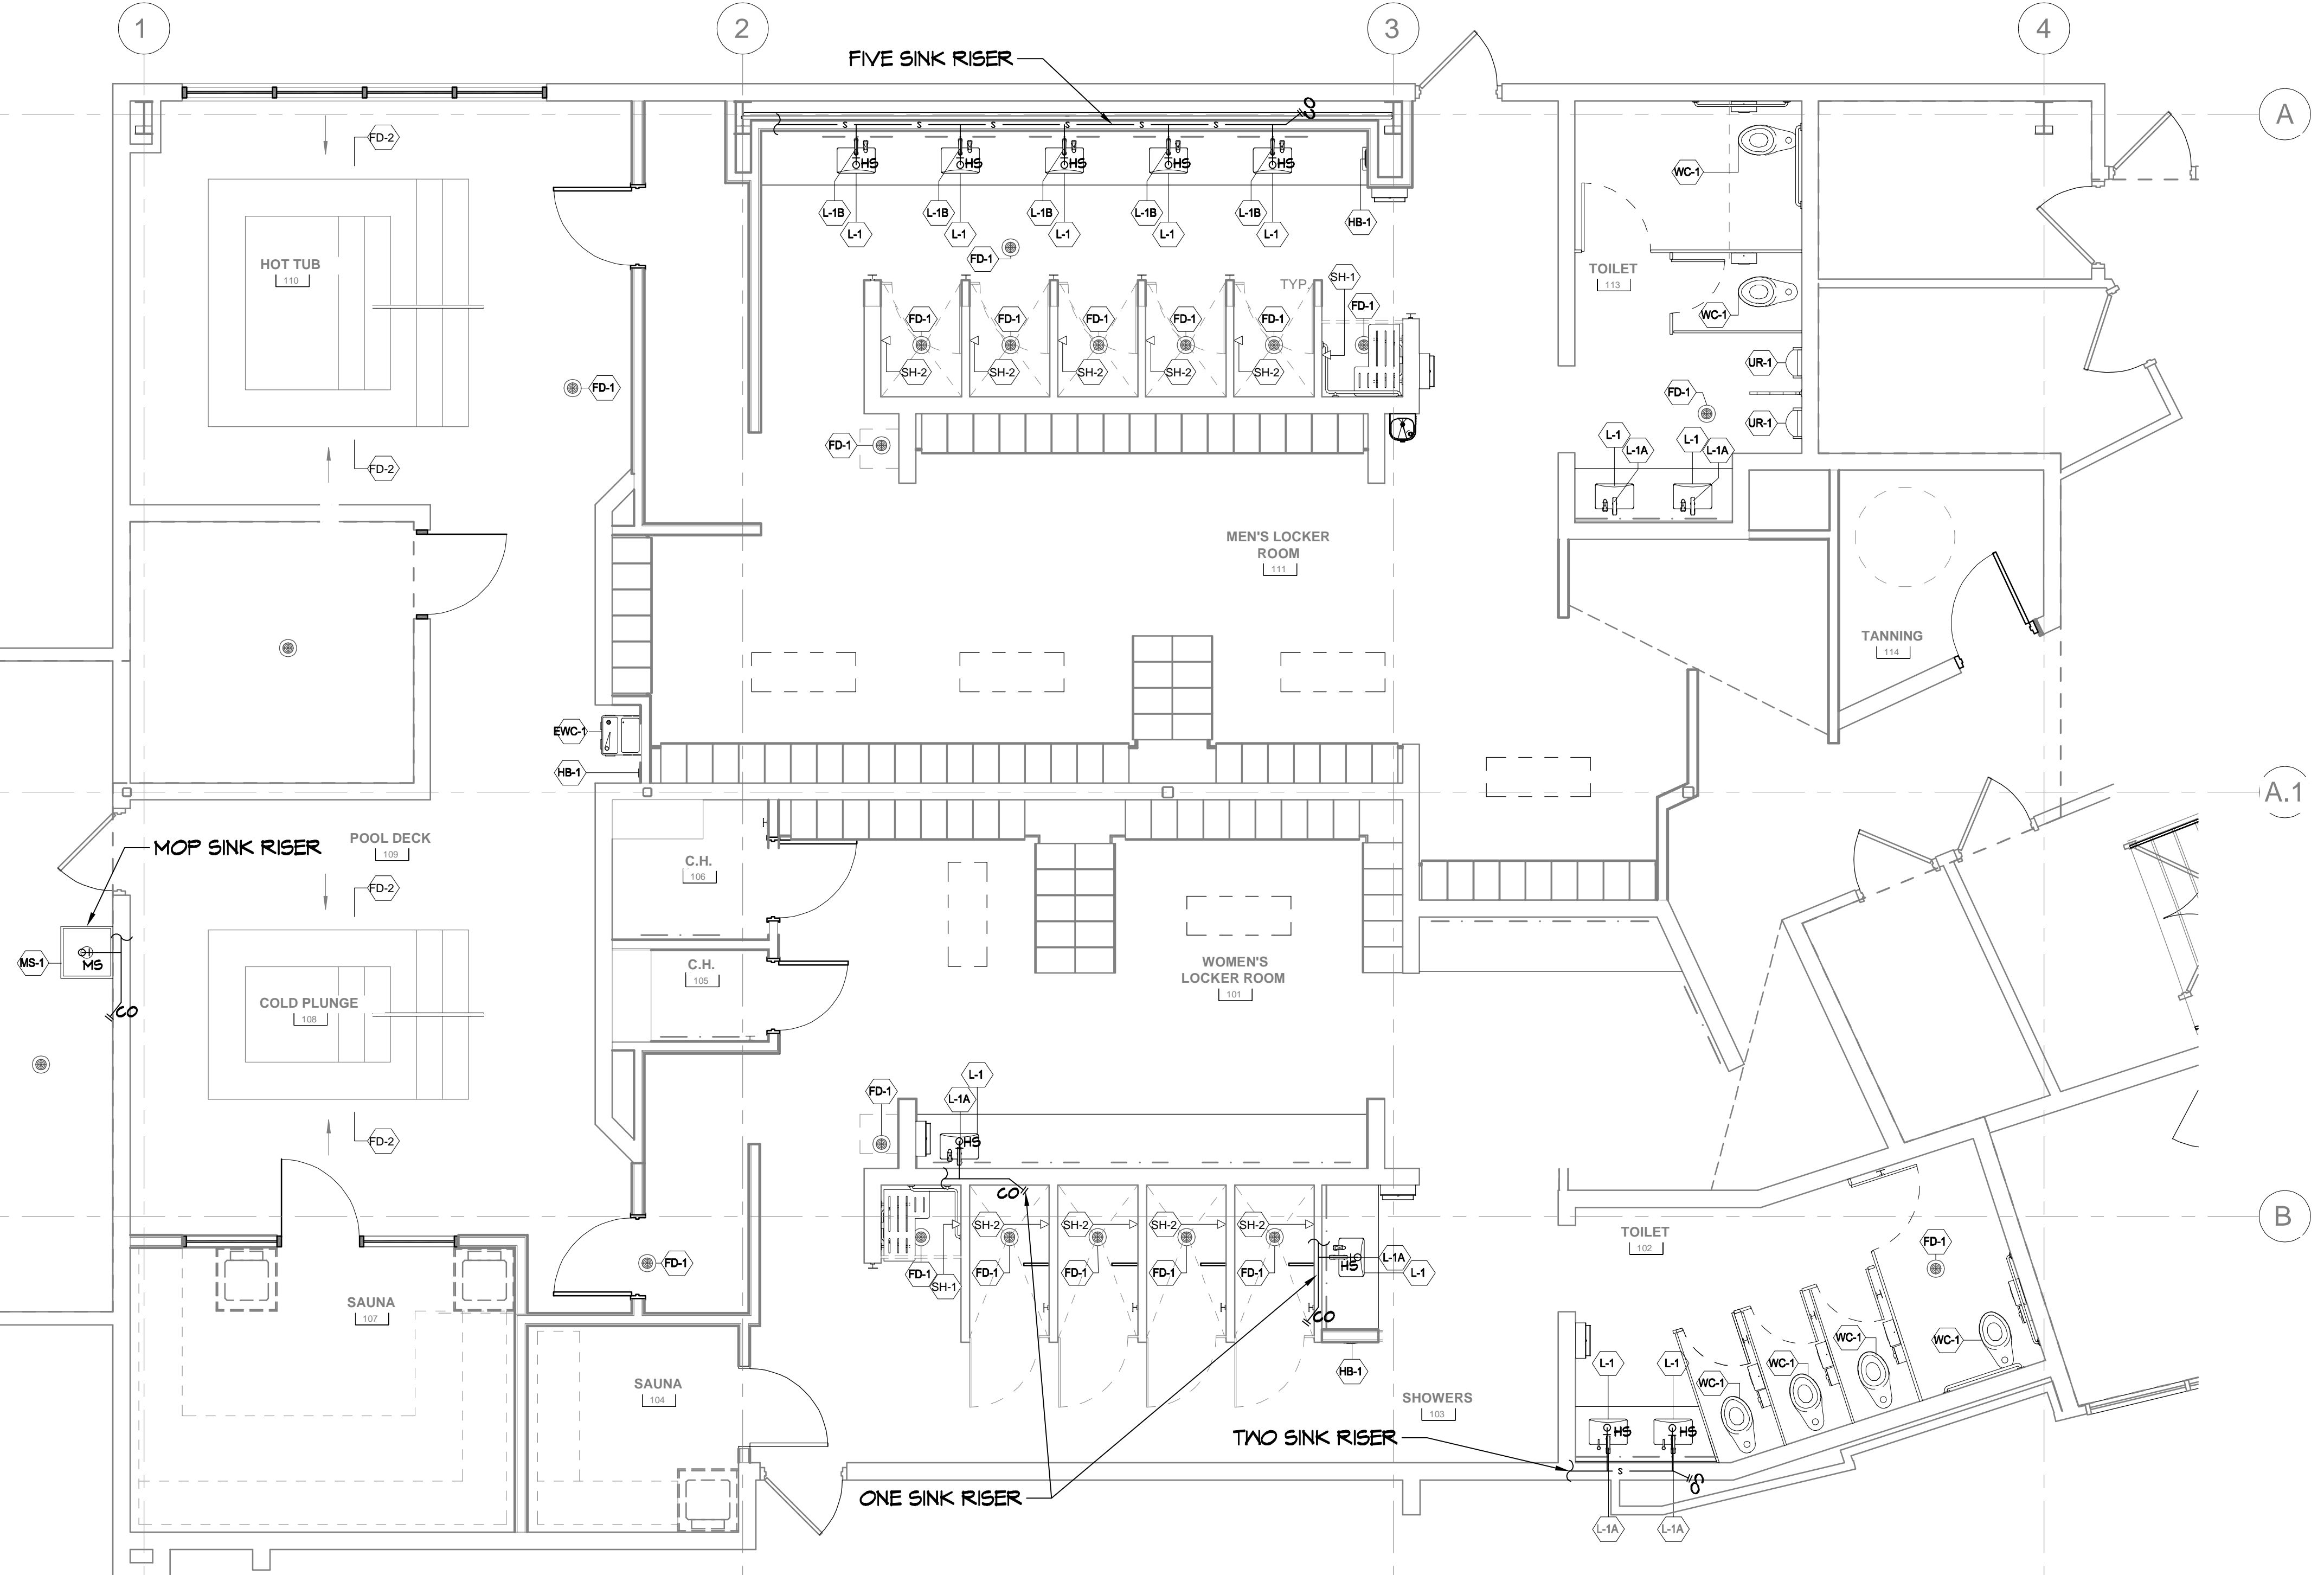 1
2
3
4
FIVE SINK RISER
CO
A
S S S S S S
FD-2
HS HS HS HS HS
WC-1
L-1B L-1B L-1B L-1B L-1B
HB-1
L-1 L-1 L-1 L-1 L-1
FD-1
HOT TUB
110
TOILET
113
SH-1
TYP.
FD-1
WC-1
FD-1 FD-1 FD-1 FD-1 FD-1
UR-1
SH-2 SH-2 SH-2 SH-2 SH-2
FD-1
FD-1
UR-1
L-1 L-1
L-1A L-1A
FD-1
FD-2
MEN'S LOCKER
ROOM
111
TANNING
114
EWC-1
HB-1
A.1
POOL DECK
109
MOP SINK RISER
C.H.
106
FD-2
MS-1
MS
C.H.
105
WOMEN'S
LOCKER ROOM
101
COLD PLUNGE
108
CO
L-1
FD-1
L-1A
HS
FD-2
CO
B
SH-2 SH-2 SH-2 SH-2
SH-1
TOILET
102
FD-1
L-1A
HS
L-1
FD-1
FD-1 FD-1 FD-1 FD-1 FD-1
SAUNA
107
CO
WC-1
WC-1
WC-1
WC-1
HB-1
L-1 L-1
SAUNA
104
SHOWERS
103
HS HS
TWO SINK RISER
S
CO
ONE SINK RISER
L-1A L-1A